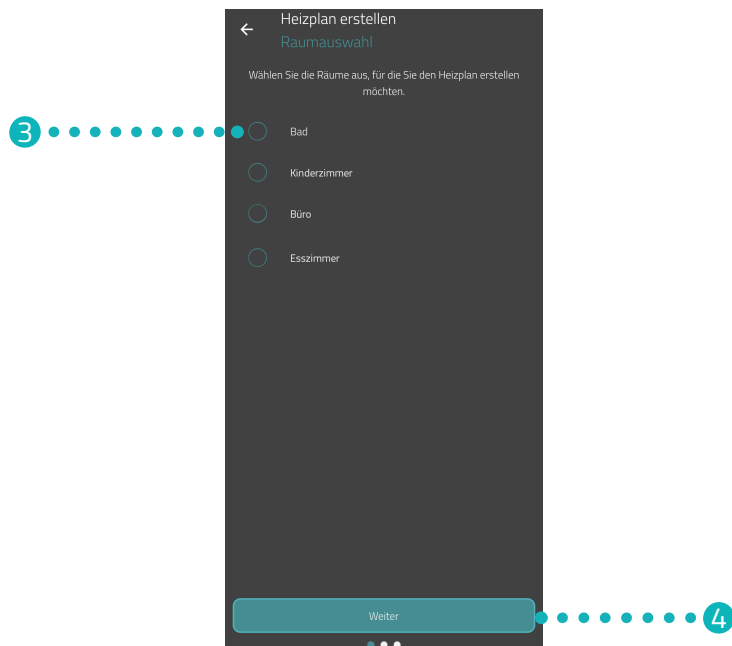 Heizplan erstellen
Raumauswahl
Wählen Sie die Räume aus, für die Sie den Heizplan erstellen
möchten.
3
Bad
Kinderzimmer
Büro
Esszimmer
Weiter
4